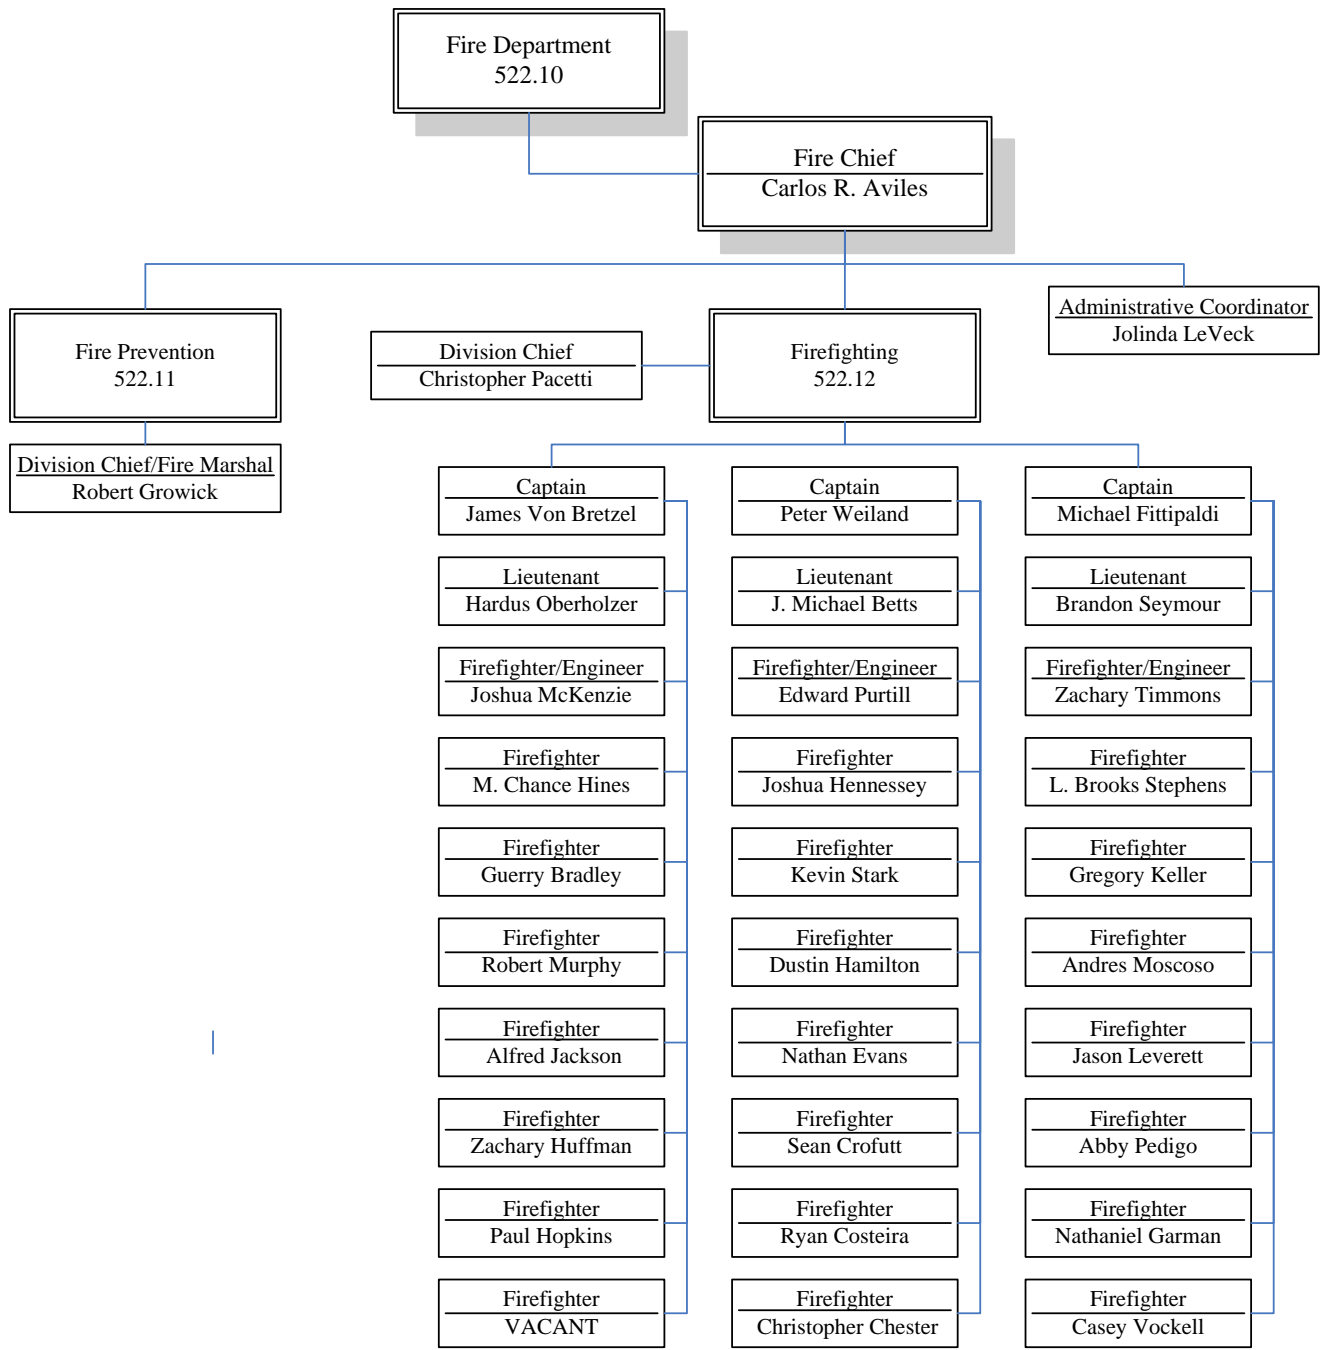 Fire Department
522.10
Fire Chief
Carlos R. Aviles
Administrative Coordinator
Jolinda LeVeck
Fire Prevention
522.11
Division Chief
Christopher Pacetti
Firefighting
522.12
Division Chief/Fire Marshal
Robert Growick
Captain
James Von Bretzel
Lieutenant
Hardus Oberholzer
Firefighter/Engineer
Joshua McKenzie
Firefighter
M. Chance Hines
Firefighter
Guerry Bradley
Firefighter
Robert Murphy
Firefighter
Alfred Jackson
Firefighter
Zachary Huffman
Firefighter
Paul Hopkins
Firefighter
VACANT
Captain
Peter Weiland
Lieutenant
J. Michael Betts
Firefighter/Engineer
Edward Purtill
Firefighter
Joshua Hennessey
Firefighter
Kevin Stark
Firefighter
Dustin Hamilton
Firefighter
Nathan Evans
Firefighter
Sean Crofutt
Firefighter
Ryan Costeira
Firefighter
Christopher Chester
Captain
Michael Fittipaldi
Lieutenant
Brandon Seymour
Firefighter/Engineer
Zachary Timmons
Firefighter
L. Brooks Stephens
Firefighter
Gregory Keller
Firefighter
Andres Moscoso
Firefighter
Jason Leverett
Firefighter
Abby Pedigo
Firefighter
Nathaniel Garman
Firefighter
Casey Vockell